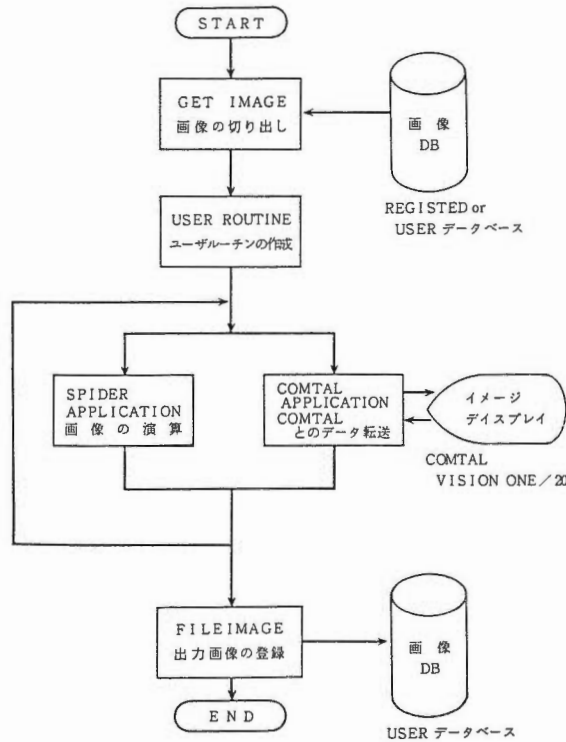 START
GET IMAGE
画像の切り出し
画像
DB
REGISTED or
USER データベース
USER ROUTINE
ユーザルーチンの作成
SPIDER
APPLICATION
画像の演算
COMTAL
APPLICATION
COMTAL
とのデータ転送
イメージ
デイスプレイ
COMTAL
VISION ONE/20
FILEIMAGE
出力画像の登録
画像
DB
USER データベース
END